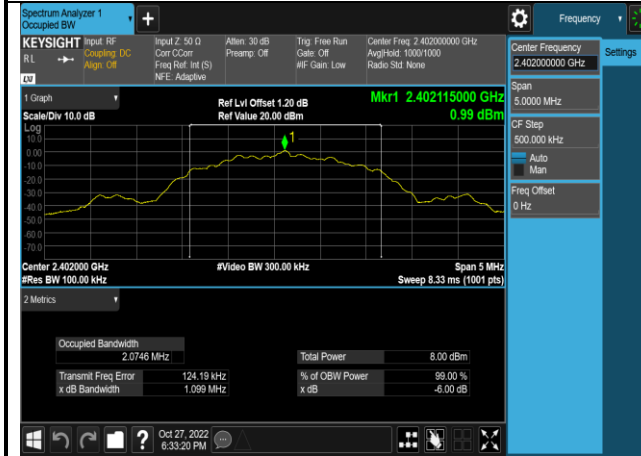 Spectrum Analyzer 1
Occupied BW
+
Frequency
KEYSIGHT
RL
Input: RF
Coupling: DC
Align: Off
Input Z: 50 Ω
Corr CCorr
Freq Ref: Int (S)
NFE: Adaptive
Atten: 30 dB
Preamp: Off
Trig: Free Run
Gate: Off
#IF Gain: Low
Center Freq: 2.402000000 GHz
Avg|Hold: 1000/1000
Radio Std: None
Center Frequency
2.402000000 GHz
Settings
Span
5.0000 MHz
CF Step
500.000 kHz
Auto
Man
Freq Offset
0 Hz
1 Graph
Scale/Div 10.0 dB
Ref Lvl Offset 1.20 dB
Ref Value 20.00 dBm
Mkr1 2.402115000 GHz
0.99 dBm
Log
10.0
0.00
-10.0
-20.0
-30.0
-40.0
-50.0
-60.0
-70.0
1
Center 2.402000 GHz
#Res BW 100.00 kHz
#Video BW 300.00 kHz
Span 5 MHz
Sweep 8.33 ms (1001 pts)
2 Metrics
Occupied Bandwidth
2.0746 MHz
Total Power 8.00 dBm
Transmit Freq Error 124.19 kHz
% of OBW Power 99.00 %
x dB Bandwidth 1.099 MHz
x dB -6.00 dB
?
Oct 27, 2022
6:33:20 PM